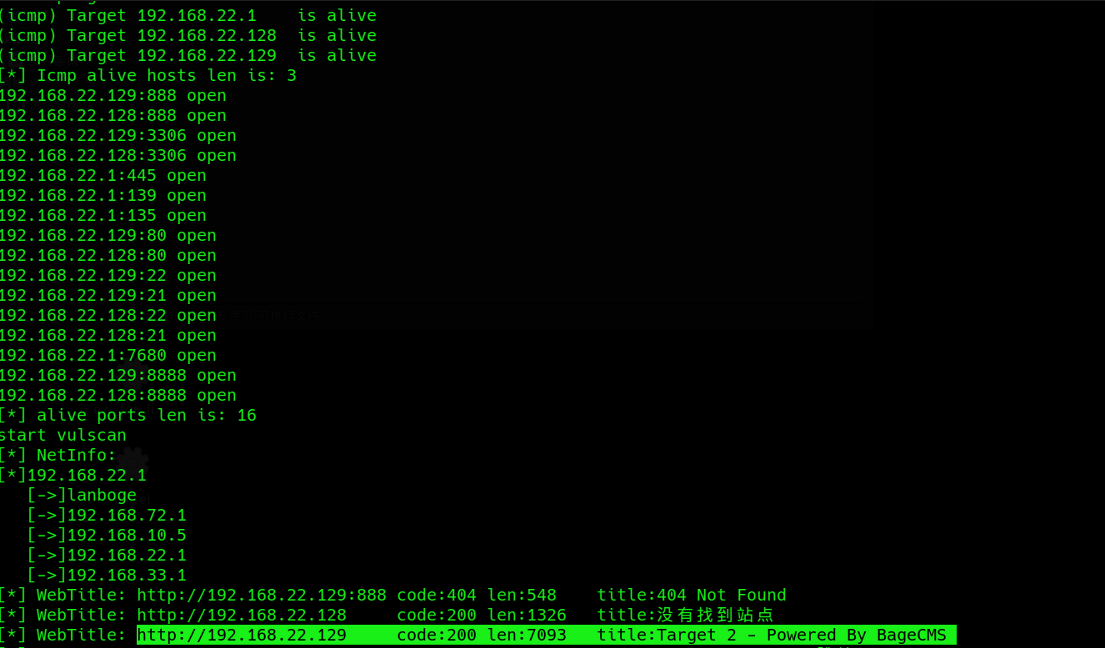 (icmp) Target 192.168.22.1    is alive
(icmp) Target 192.168.22.128  is alive
(icmp) Target 192.168.22.129  is alive
[*] Icmp alive hosts len is: 3
192.168.22.129:888 open
192.168.22.128:888 open
192.168.22.129:3306 open
192.168.22.128:3306 open
192.168.22.1:445 open
192.168.22.1:139 open
192.168.22.1:135 open
192.168.22.129:80 open
192.168.22.128:80 open
192.168.22.129:22 open
192.168.22.129:21 open
192.168.22.128:22 open
192.168.22.128:21 open
192.168.22.1:7680 open
192.168.22.129:8888 open
192.168.22.128:8888 open
[*] alive ports len is: 16
start vulscan
[*] NetInfo:
[*]192.168.22.1
   [->]lanboge
   [->]192.168.72.1
   [->]192.168.10.5
   [->]192.168.22.1
   [->]192.168.33.1
[*] WebTitle: http://192.168.22.129:888 code:404 len:548    title:404 Not Found
[*] WebTitle: http://192.168.22.128     code:200 len:1326   title:没有找到站点
[*] WebTitle: http://192.168.22.129     code:200 len:7093   title:Target 2 - Powered By BageCMS